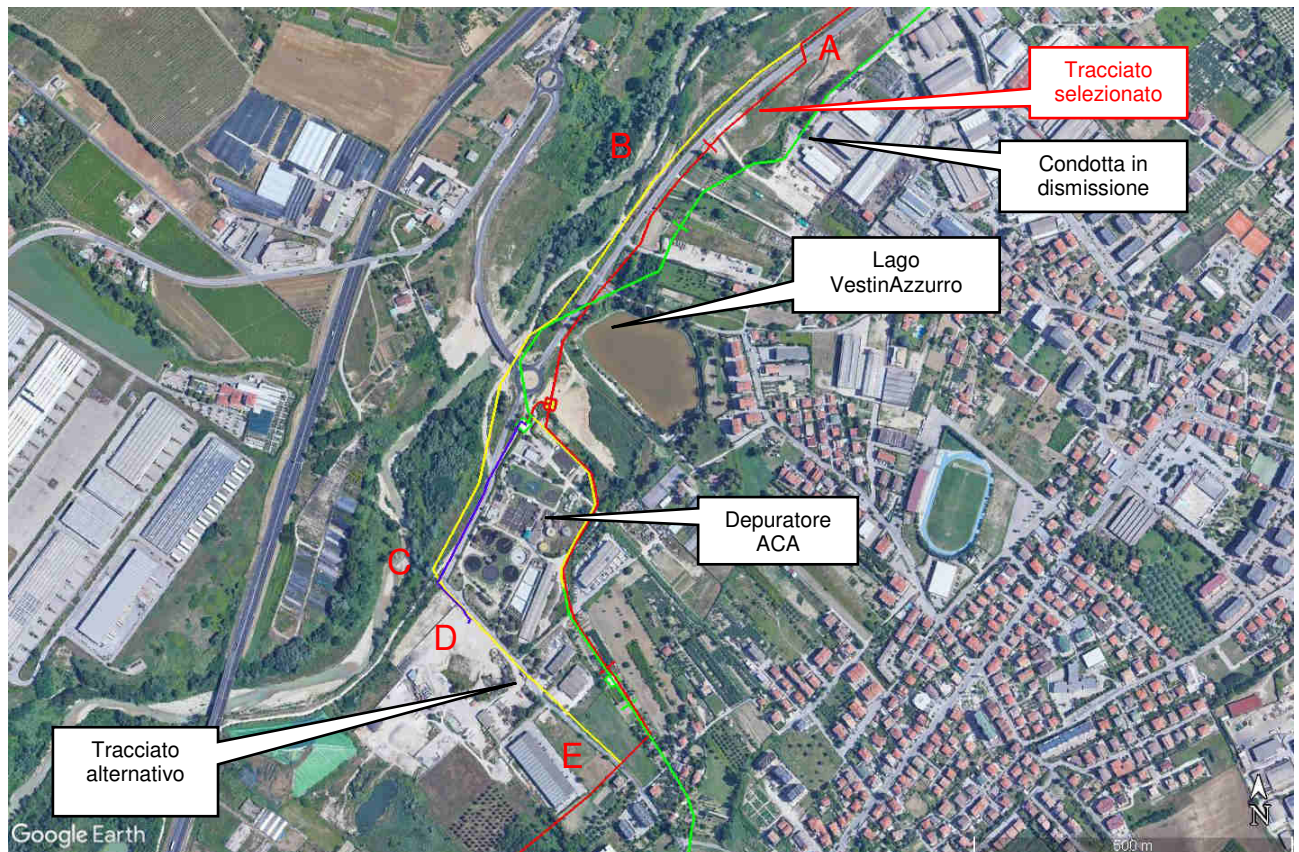 A
Tracciato
selezionato
B
Condotta in
dismissione
Lago
VestinAzzurro
Depuratore
ACA
C
D
Tracciato
alternativo
E
N
Google Earth
500 m